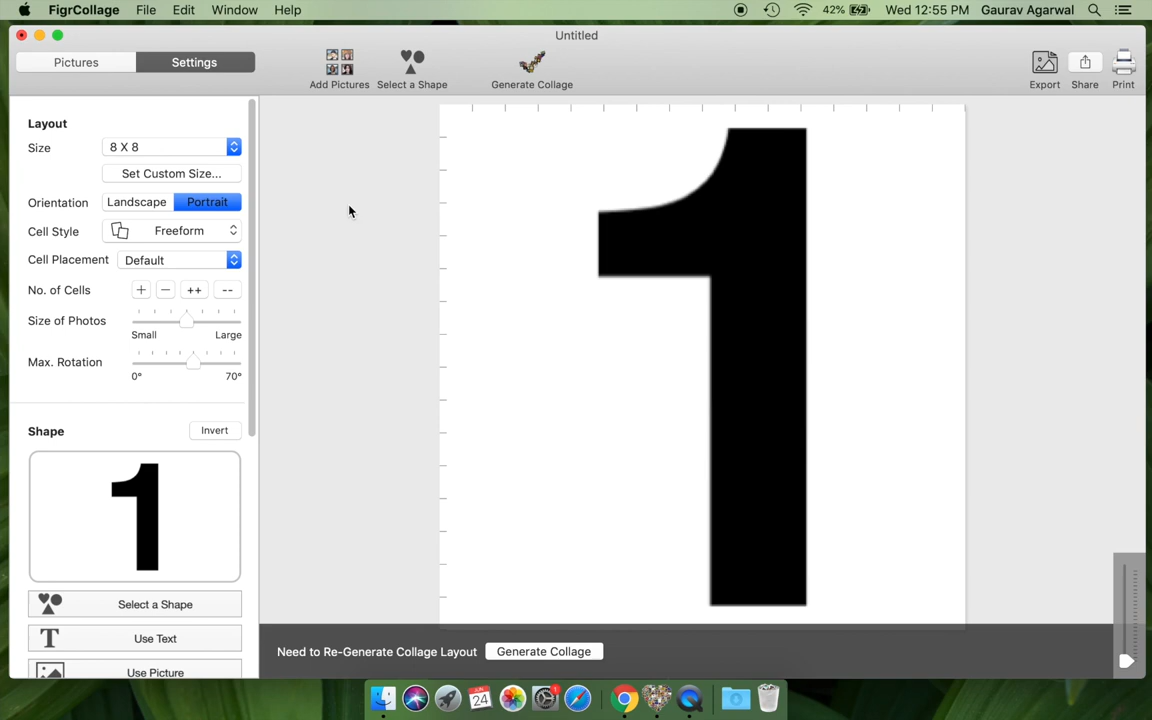 FigrCollage File Edit Window Help 42% Wed 12:55 PM Gaurav Agarwal
Untitled
Pictures Settings
Add Pictures Select a Shape Generate Collage Export Share Print
Layout
Size 8 X 8
Set Custom Size...
Orientation Landscape Portrait
Cell Style Freeform
Cell Placement Default
No. of Cells + − ++ --
Size of Photos
Small Large
Max. Rotation
0° 70°
Shape Invert
1
1
Select a Shape
T Use Text
Use Picture
Need to Re-Generate Collage Layout Generate Collage
JUN 24 1